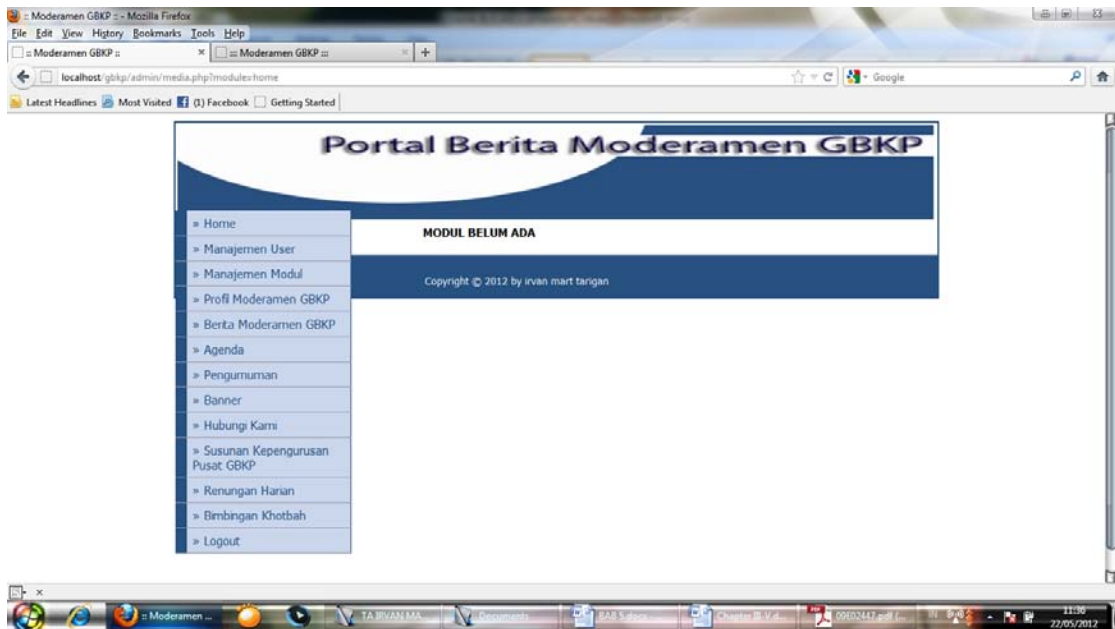 :: Moderamen GBKP :: - Mozilla Firefox
File Edit View History Bookmarks Tools Help
:: Moderamen GBKP ::
::: Moderamen GBKP :::
localhost/gbkp/admin/media.php?module=home
Google
Latest Headlines Most Visited (1) Facebook Getting Started
Portal Berita Moderamen GBKP
» Home
MODUL BELUM ADA
» Manajemen User
» Manajemen Modul
Copyright © 2012 by irvan mart tarigan
» Profil Moderamen GBKP
» Berita Moderamen GBKP
» Agenda
» Pengumuman
» Banner
» Hubungi Kami
» Susunan Kepengurusan
Pusat GBKP
» Renungan Harian
» Bimbingan Khotbah
» Logout
:: Moderamen ...
TA IRVAN MA...
Documents
BAB 5.docx
Chapter III-V.d...
09E02447.pdf (...
IN
11:36
22/05/2012